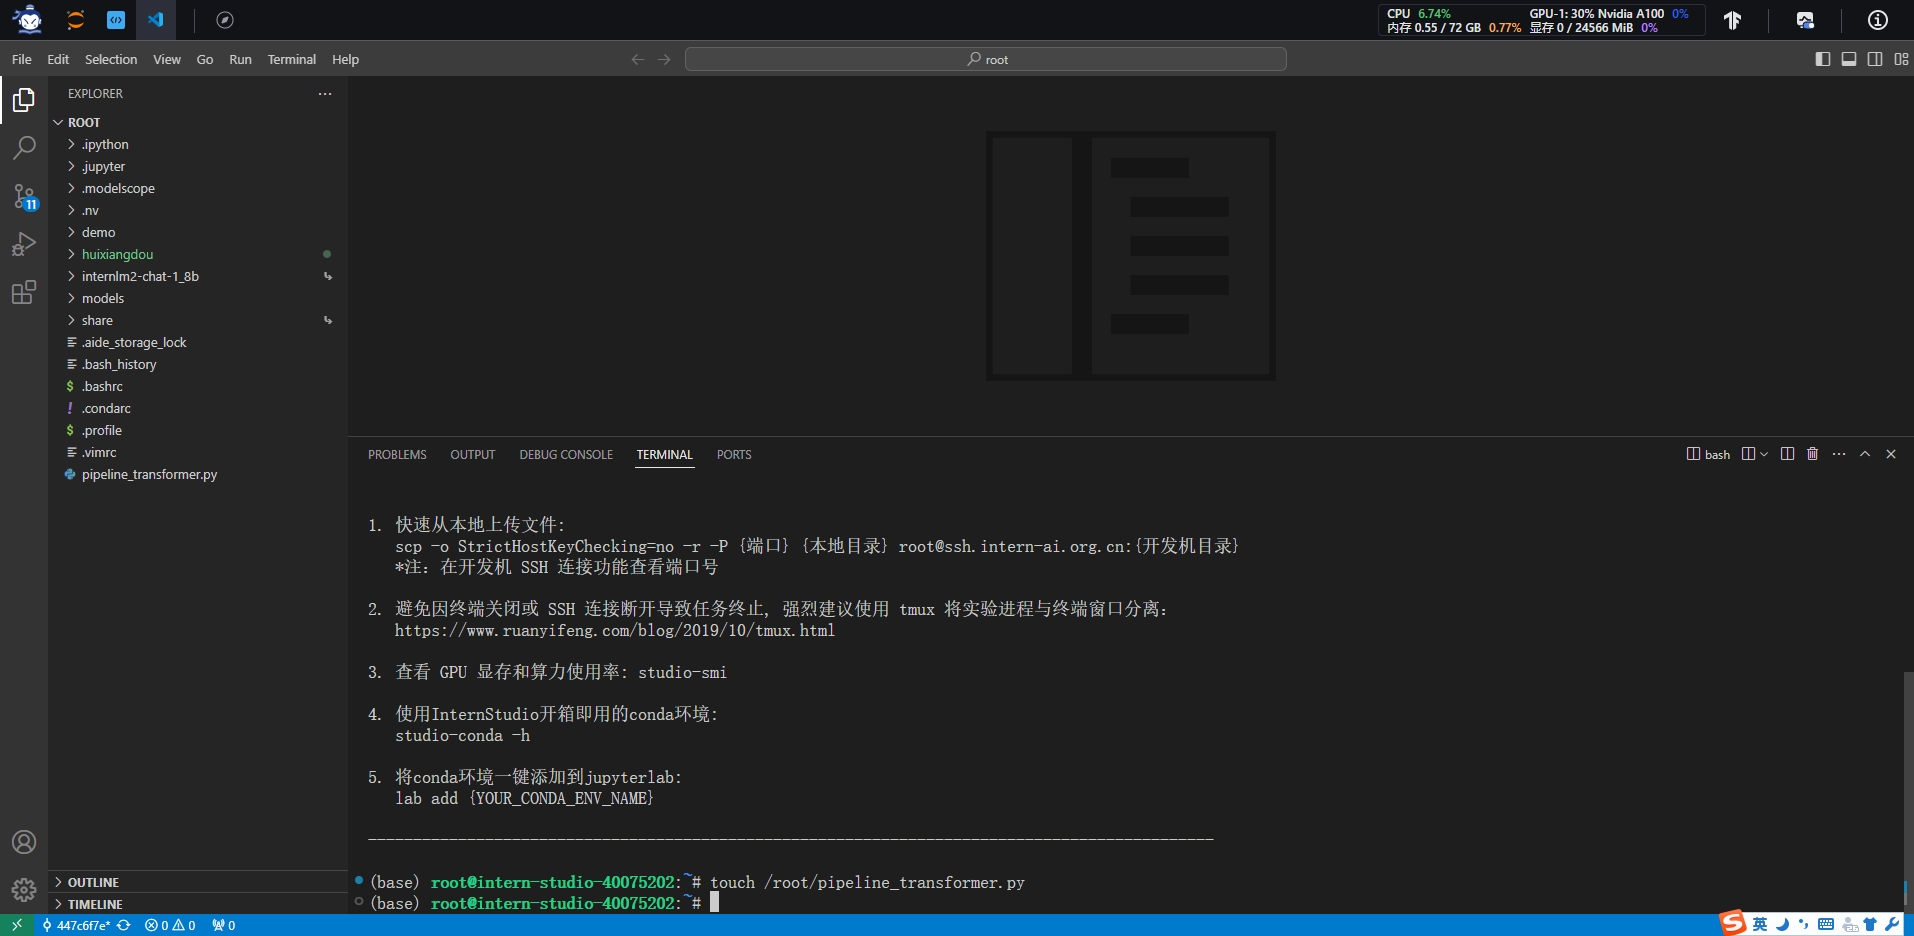 CPU 6.74% GPU-1: 30% Nvidia A100 0%
内存 0.55 / 72 GB 0.77% 显存 0 / 24566 MiB 0%
File Edit Selection View Go Run Terminal Help
root
EXPLORER
ROOT
.ipython
.jupyter
.modelscope
11
.nv
demo
huixiangdou
internlm2-chat-1_8b
models
share
.aide_storage_lock
.bash_history
.bashrc
.condarc
.profile
.vimrc
pipeline_transformer.py
PROBLEMS OUTPUT DEBUG CONSOLE TERMINAL PORTS
bash
1. 快速从本地上传文件:
scp -o StrictHostKeyChecking=no -r -P {端口} {本地目录} root@ssh.intern-ai.org.cn:{开发机目录}
*注: 在开发机 SSH 连接功能查看端口号
2. 避免因终端关闭或 SSH 连接断开导致任务终止, 强烈建议使用 tmux 将实验进程与终端窗口分离:
https://www.ruanyifeng.com/blog/2019/10/tmux.html
3. 查看 GPU 显存和算力使用率: studio-smi
4. 使用InternStudio开箱即用的conda环境:
studio-conda -h
5. 将conda环境一键添加到jupyterlab:
lab add {YOUR_CONDA_ENV_NAME}
(base) root@intern-studio-40075202:~# touch /root/pipeline_transformer.py
(base) root@intern-studio-40075202:~#
OUTLINE
TIMELINE
447c6f7e* 0 0 0
英